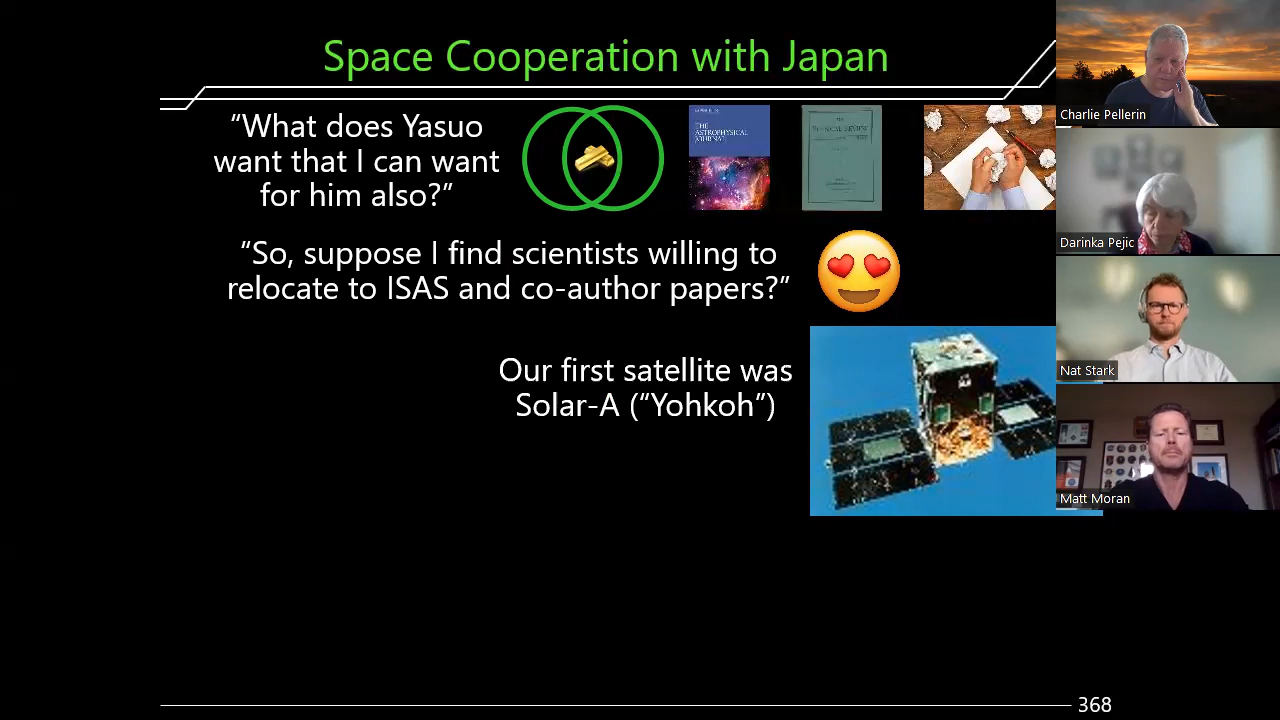 Space Cooperation with Japan
“What does Yasuo
want that I can want
for him also?”
THE
ASTROPHYSICAL
JOURNAL
“So, suppose I find scientists willing to
relocate to ISAS and co-author papers?”
Our first satellite was
Solar-A (“Yohkoh”)
368
Charlie Pellerin
Darinka Pejic
Nat Stark
Matt Moran